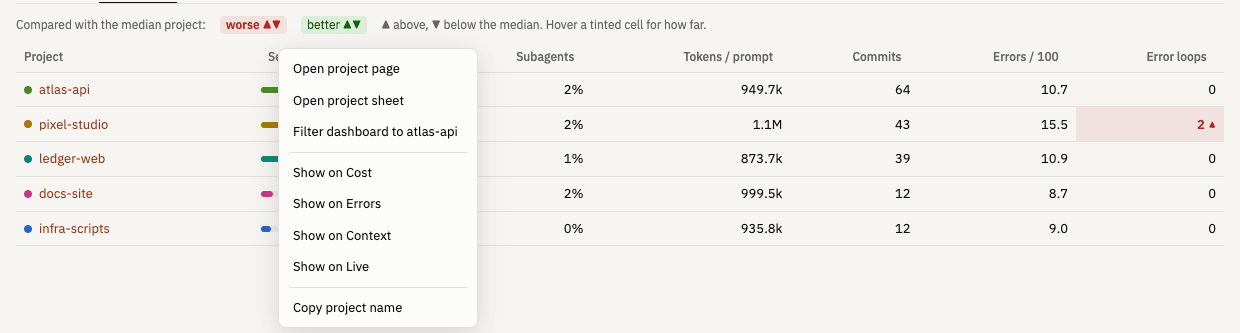 Compared with the median project: worse ▲▼ better ▲▼ ▲ above, ▼ below the median. Hover a tinted cell for how far.
Project Subagents Tokens / prompt Commits Errors / 100 Error loops
atlas-api 2% 949.7k 64 10.7 0
pixel-studio 2% 1.1M 43 15.5 2 ▲
ledger-web 1% 873.7k 39 10.9 0
docs-site 2% 999.5k 12 8.7 0
infra-scripts 0% 935.8k 12 9.0 0
Open project page
Open project sheet
Filter dashboard to atlas-api
Show on Cost
Show on Errors
Show on Context
Show on Live
Copy project name